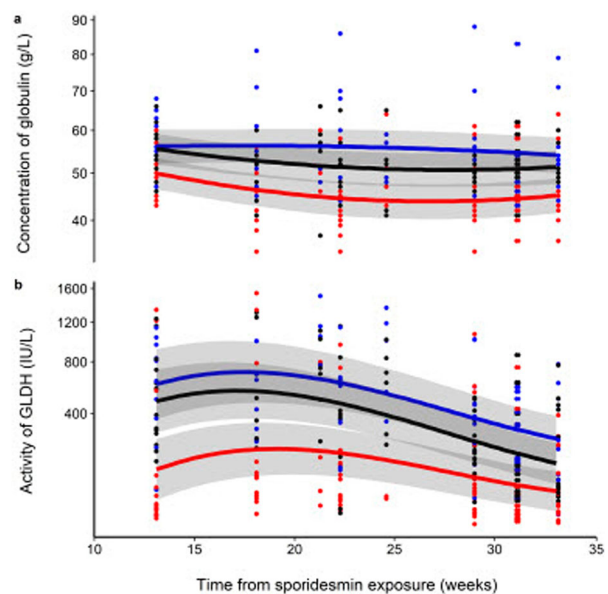 a
Concentration of globulin (g/L)
90
80
70
60
50
40
b
Activity of GLDH (IU/L)
1600
1200
800
400
10 15 20 25 30 35
Time from sporidesmin exposure (weeks)